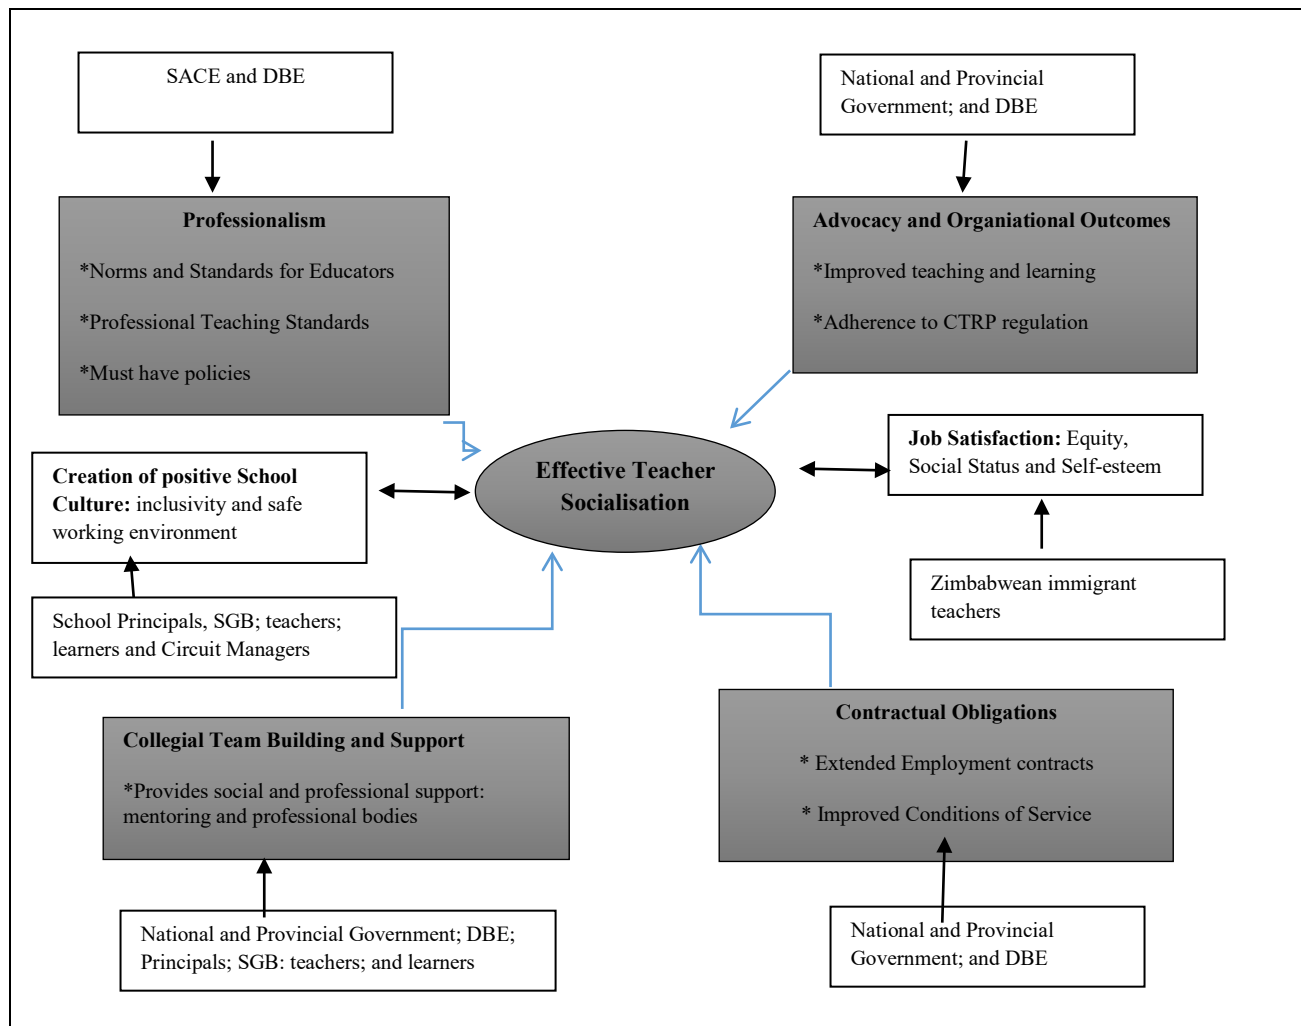 SACE and DBE
National and Provincial
Government; and DBE
Professionalism
*Norms and Standards for Educators
*Professional Teaching Standards
*Must have policies
Advocacy and Organiational Outcomes
*Improved teaching and learning
*Adherence to CTRP regulation
Creation of positive School
Culture: inclusivity and safe
working environment
Effective Teacher
Socialisation
Job Satisfaction: Equity,
Social Status and Self-esteem
School Principals, SGB; teachers;
learners and Circuit Managers
Zimbabwean immigrant
teachers
Collegial Team Building and Support
*Provides social and professional support:
mentoring and professional bodies
Contractual Obligations
* Extended Employment contracts
* Improved Conditions of Service
National and Provincial Government; DBE;
Principals; SGB: teachers; and learners
National and Provincial
Government; and DBE